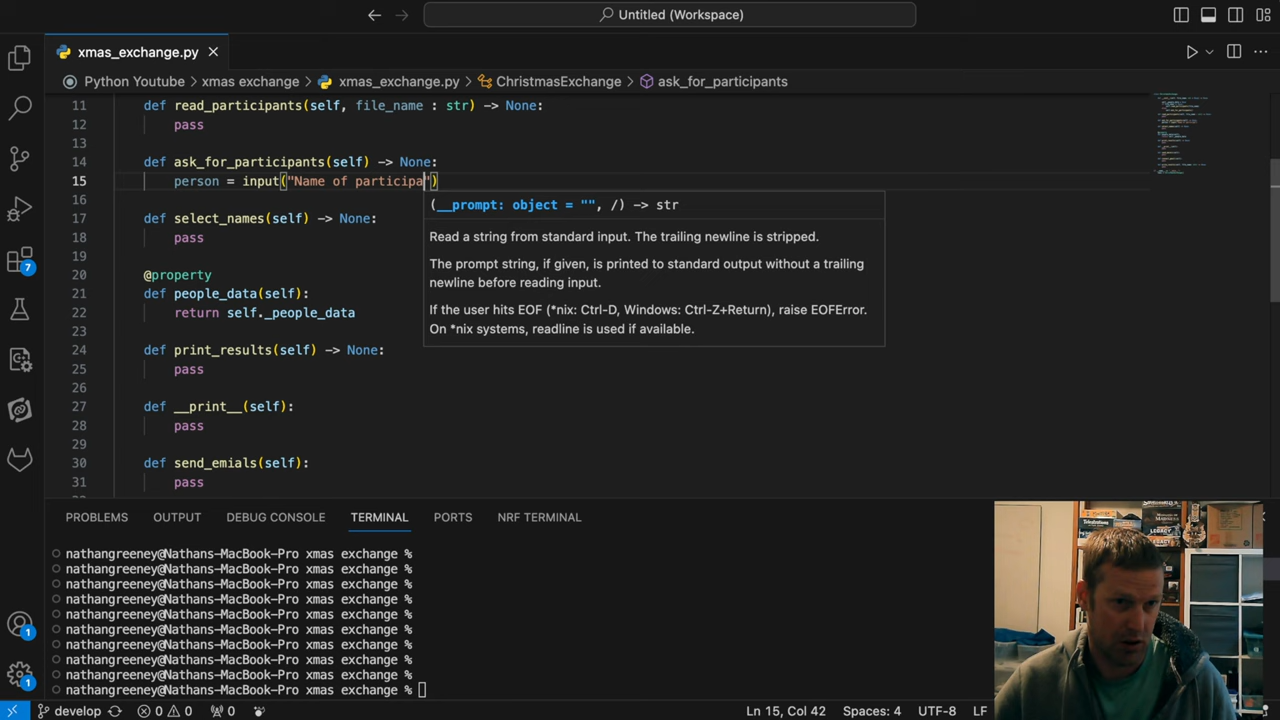 Untitled (Workspace)
xmas_exchange.py
Python Youtube > xmas exchange > xmas_exchange.py > ChristmasExchange > ask_for_participants
11 def read_participants(self, file_name : str) -> None:
12 pass
13
14 def ask_for_participants(self) -> None:
15 person = input("Name of participa")
16
(__prompt: object = "", /) -> str
Read a string from standard input. The trailing newline is stripped.
The prompt string, if given, is printed to standard output without a trailing
newline before reading input.
If the user hits EOF (*nix: Ctrl-D, Windows: Ctrl-Z+Return), raise EOFError.
On *nix systems, readline is used if available.
17 def select_names(self) -> None:
18 pass
19
20 @property
21 def people_data(self):
22 return self._people_data
23
24 def print_results(self) -> None:
25 pass
26
27 def __print__(self):
28 pass
29
30 def send_emials(self):
31 pass
7
1
1
PROBLEMS OUTPUT DEBUG CONSOLE TERMINAL PORTS NRF TERMINAL
nathangreeney@Nathans-MacBook-Pro xmas exchange %
nathangreeney@Nathans-MacBook-Pro xmas exchange %
nathangreeney@Nathans-MacBook-Pro xmas exchange %
nathangreeney@Nathans-MacBook-Pro xmas exchange %
nathangreeney@Nathans-MacBook-Pro xmas exchange %
nathangreeney@Nathans-MacBook-Pro xmas exchange %
nathangreeney@Nathans-MacBook-Pro xmas exchange %
nathangreeney@Nathans-MacBook-Pro xmas exchange %
nathangreeney@Nathans-MacBook-Pro xmas exchange %
nathangreeney@Nathans-MacBook-Pro xmas exchange %
develop 0 0 0 Ln 15, Col 42 Spaces: 4 UTF-8 LF